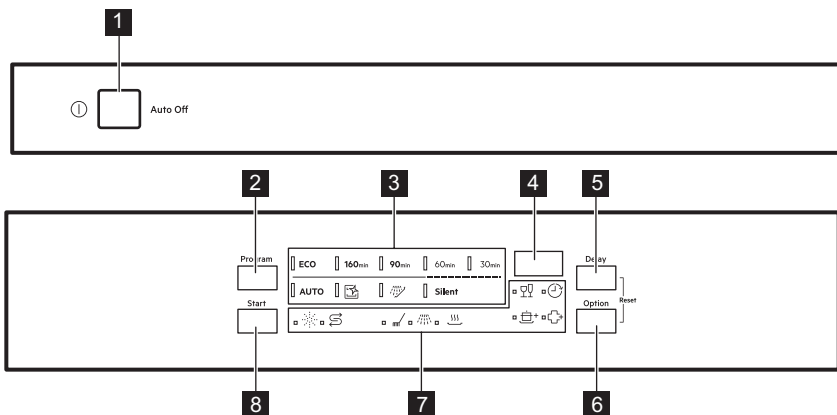 1
Auto Off
2
3
4
5
Program
ECO 160min 90min 60min 30min
Delay
AUTO Silent
Start
Option
Reset
8
7
6